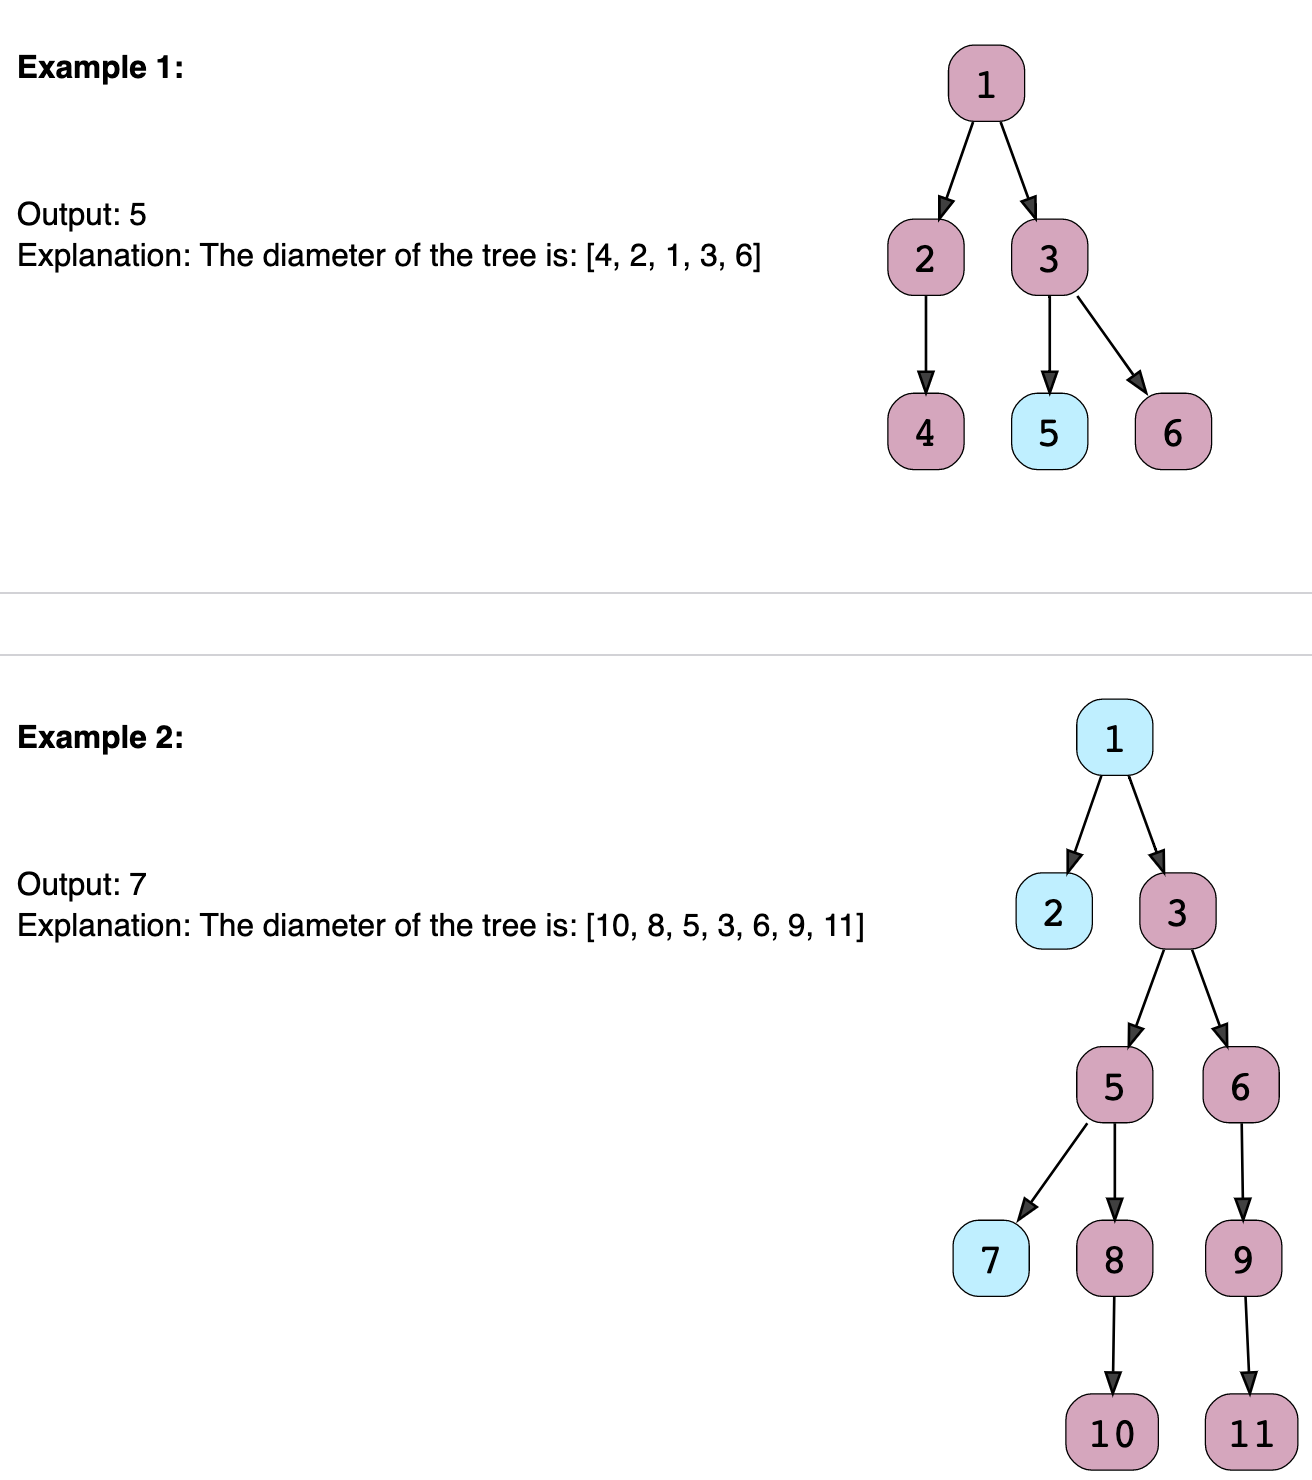 Example 1:
1
Output: 5
2 3
Explanation: The diameter of the tree is: [4, 2, 1, 3, 6]
4 5 6
Example 2:
1
Output: 7
2 3
Explanation: The diameter of the tree is: [10, 8, 5, 3, 6, 9, 11]
5 6
7 8 9
10 11